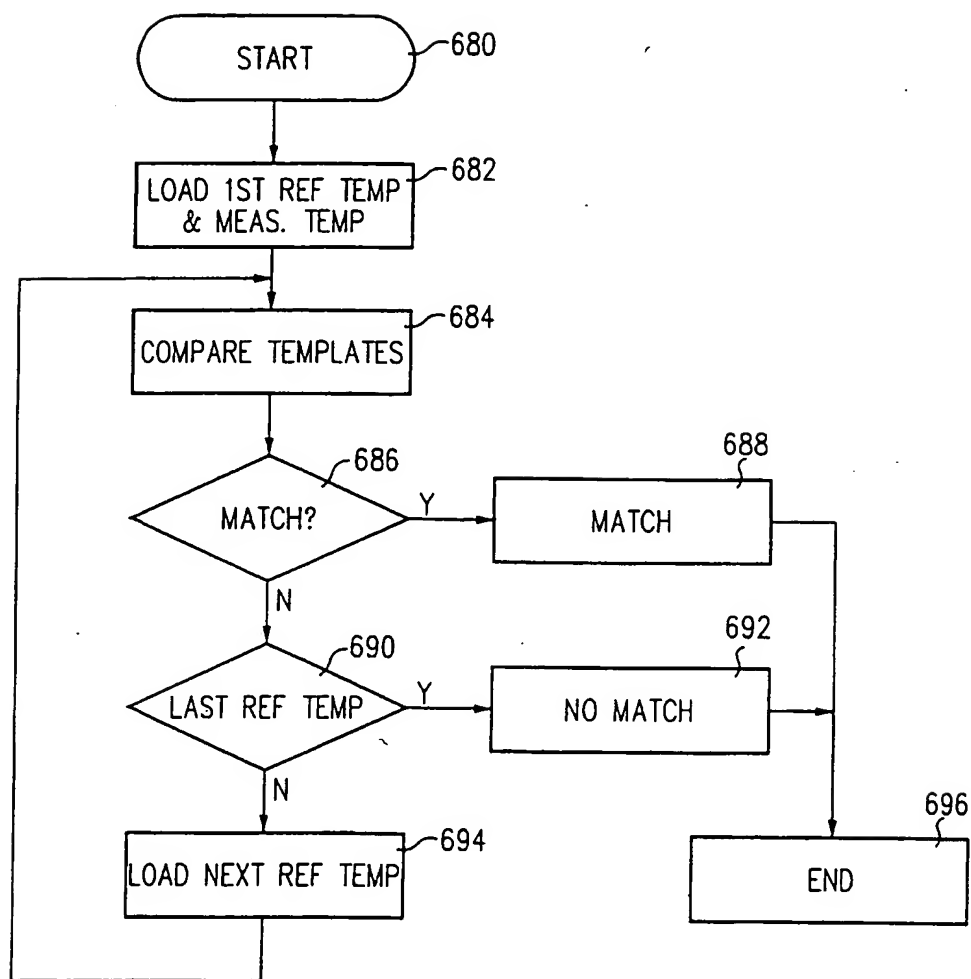 START
680
LOAD 1ST REF TEMP
& MEAS. TEMP
682
COMPARE TEMPLATES
684
MATCH?
686
Y
MATCH
688
N
LAST REF TEMP
690
Y
NO MATCH
692
N
LOAD NEXT REF TEMP
694
END
696